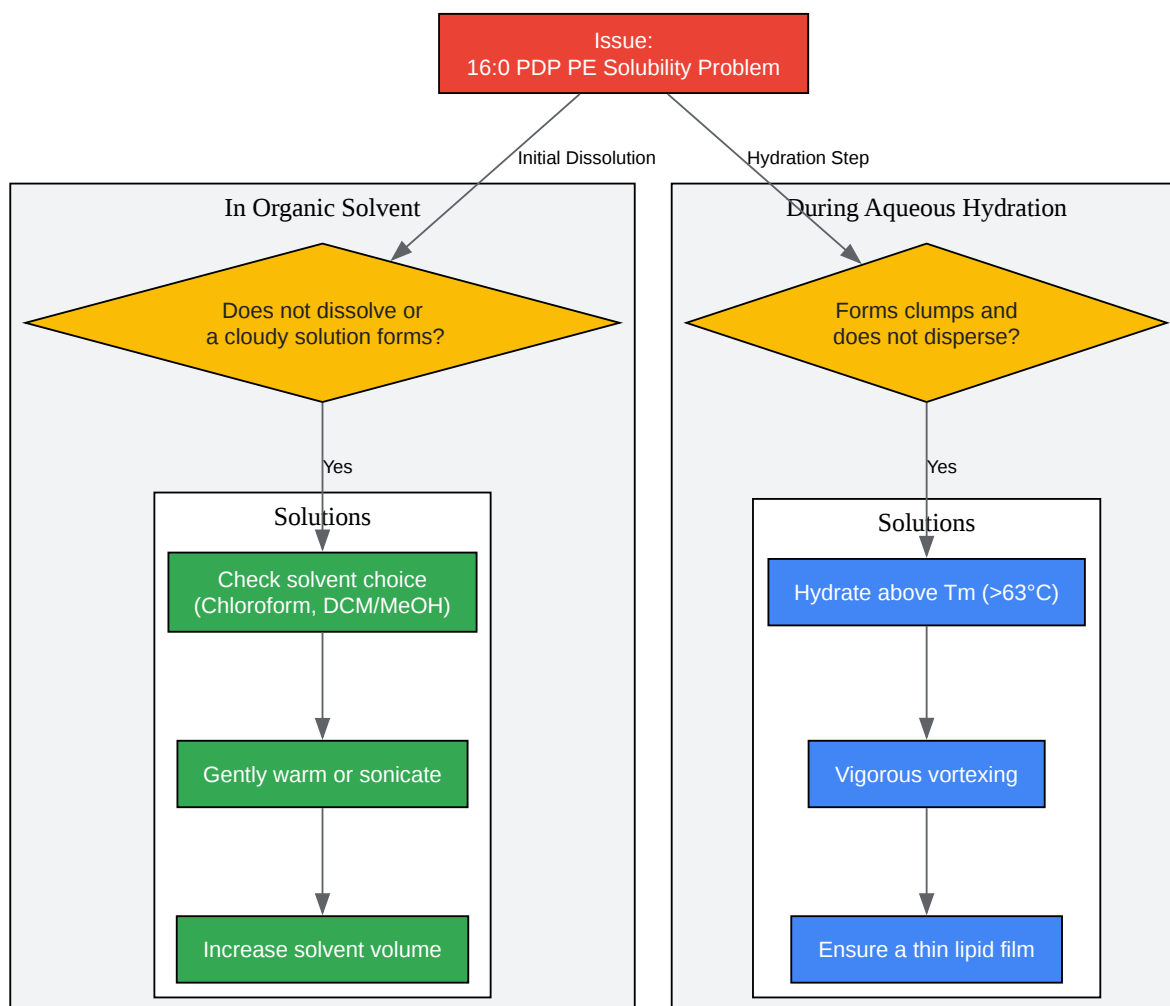 Issue:
16:0 PDP PE Solubility Problem
Initial Dissolution
Hydration Step
In Organic Solvent
Does not dissolve or
a cloudy solution forms?
Yes
Solutions
Check solvent choice
(Chloroform, DCM/MeOH)
Gently warm or sonicate
Increase solvent volume
During Aqueous Hydration
Forms clumps and
does not disperse?
Yes
Solutions
Hydrate above Tm (>63°C)
Vigorous vortexing
Ensure a thin lipid film